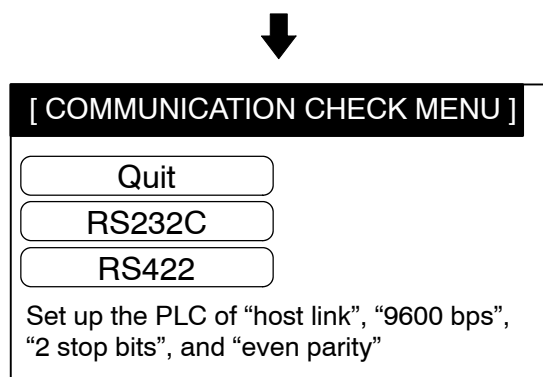 [ COMMUNICATION CHECK MENU ]
Quit
RS232C
RS422
Set up the PLC of “host link”, “9600 bps”,
“2 stop bits”, and “even parity”